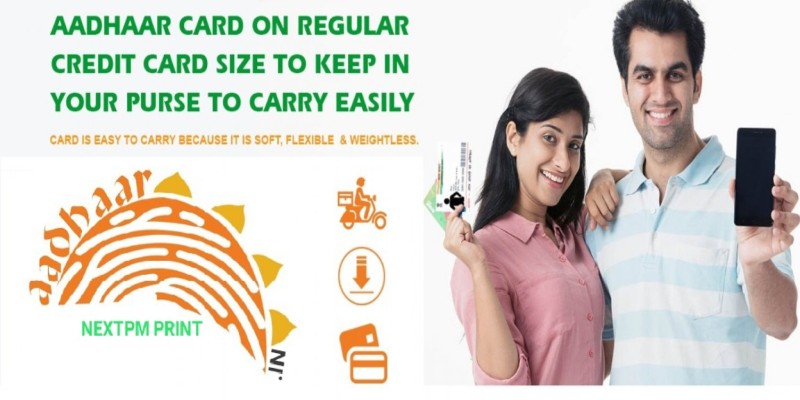 AADHAAR CARD ON REGULAR
CREDIT CARD SIZE TO KEEP IN
YOUR PURSE TO CARRY EASILY
CARD IS EASY TO CARRY BECAUSE IT IS SOFT, FLEXIBLE & WEIGHTLESS.
aadhaar
NEXTPM PRINT
.IN